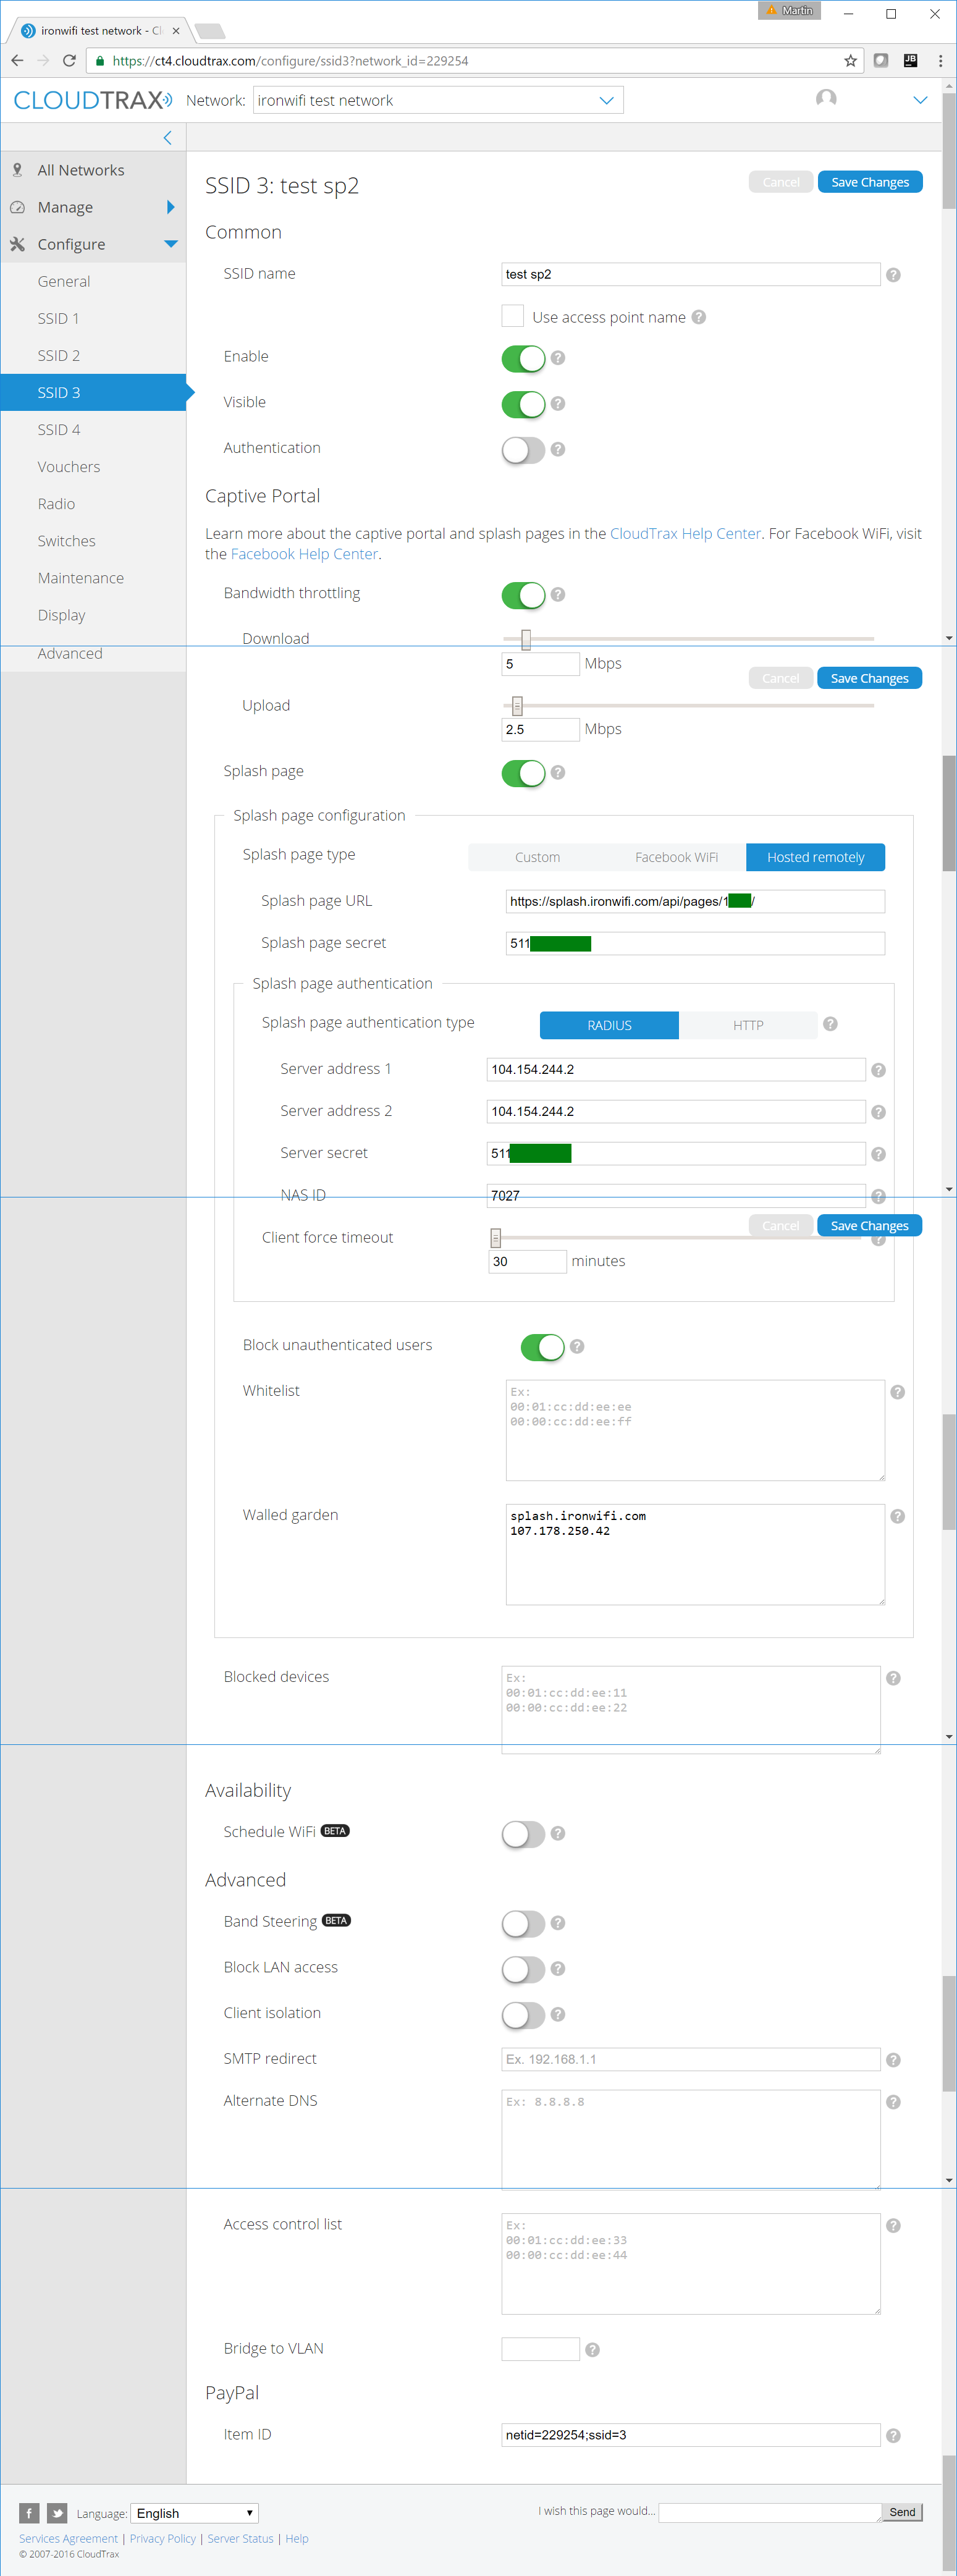 Martin
ironwifi test network - Cl
https://ct4.cloudtrax.com/configure/ssid3?network_id=229254
CLOUDTRAX Network: ironwifi test network
All Networks
Manage
Configure
General
SSID 1
SSID 2
SSID 3
SSID 4
Vouchers
Radio
Switches
Maintenance
Display
Advanced
SSID 3: test sp2
Cancel Save Changes
Common
SSID name test sp2
Use access point name
Enable
Visible
Authentication
Captive Portal
Learn more about the captive portal and splash pages in the CloudTrax Help Center. For Facebook WiFi, visit
the Facebook Help Center.
Bandwidth throttling
Download
5 Mbps
Cancel Save Changes
Upload
2.5 Mbps
Splash page
Splash page configuration
Splash page type Custom Facebook WiFi Hosted remotely
Splash page URL https://splash.ironwifi.com/api/pages/1 /
Splash page secret 511
Splash page authentication
Splash page authentication type RADIUS HTTP
Server address 1 104.154.244.2
Server address 2 104.154.244.2
Server secret 511
NAS ID 7027
Cancel Save Changes
Client force timeout
30 minutes
Block unauthenticated users
Whitelist Ex:
00:01:cc:dd:ee:ee
00:00:cc:dd:ee:ff
Walled garden splash.ironwifi.com
107.178.250.42
Blocked devices Ex:
00:01:cc:dd:ee:11
00:00:cc:dd:ee:22
Availability
Schedule WiFi BETA
Advanced
Band Steering BETA
Block LAN access
Client isolation
SMTP redirect Ex. 192.168.1.1
Alternate DNS Ex: 8.8.8.8
Access control list Ex:
00:01:cc:dd:ee:33
00:00:cc:dd:ee:44
Bridge to VLAN
PayPal
Item ID netid=229254;ssid=3
Language: English I wish this page would... Send
Services Agreement | Privacy Policy | Server Status | Help
© 2007-2016 CloudTrax